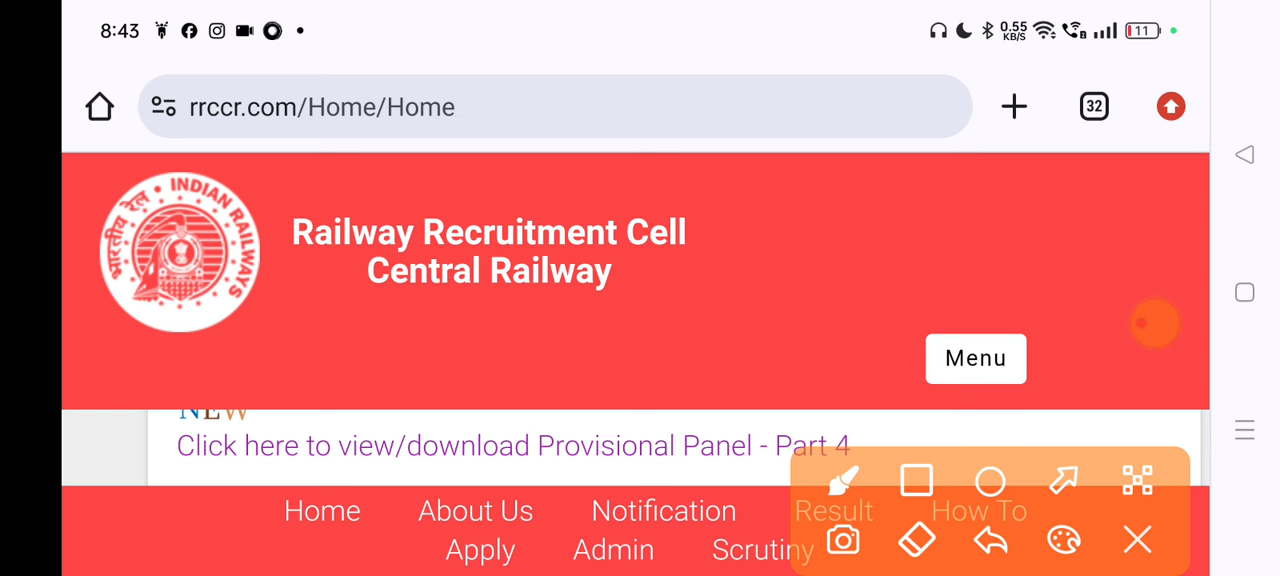 8:43
0.55
KB/S
2
11
rrccr.com/Home/Home
32
भारतीय रेल • INDIAN RAILWAYS
Railway Recruitment Cell
Central Railway
Menu
NEW
Click here to view/download Provisional Panel - Part 4
Home About Us Notification Result How To
Apply Admin Scrutiny